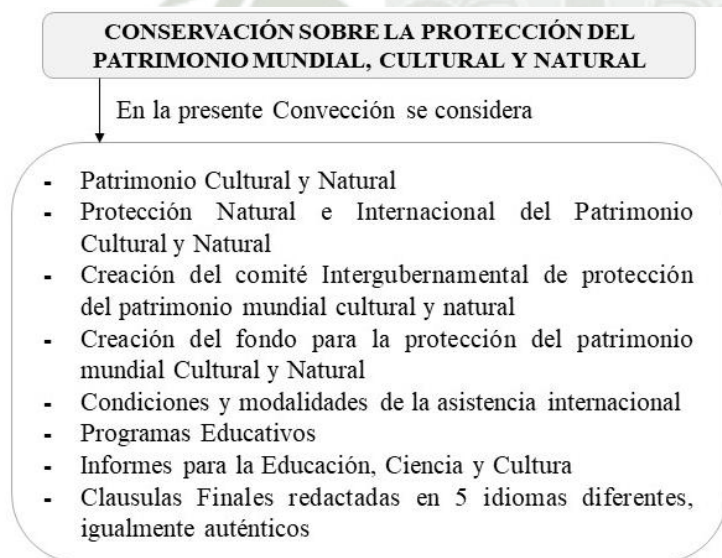 CONSERVACIÓN SOBRE LA PROTECCIÓN DEL
PATRIMONIO MUNDIAL, CULTURAL Y NATURAL
En la presente Convección se considera
- Patrimonio Cultural y Natural
- Protección Natural e Internacional del Patrimonio
Cultural y Natural
- Creación del comité Intergubernamental de protección
del patrimonio mundial cultural y natural
- Creación del fondo para la protección del patrimonio
mundial Cultural y Natural
- Condiciones y modalidades de la asistencia internacional
- Programas Educativos
- Informes para la Educación, Ciencia y Cultura
- Clausulas Finales redactadas en 5 idiomas diferentes,
igualmente auténticos